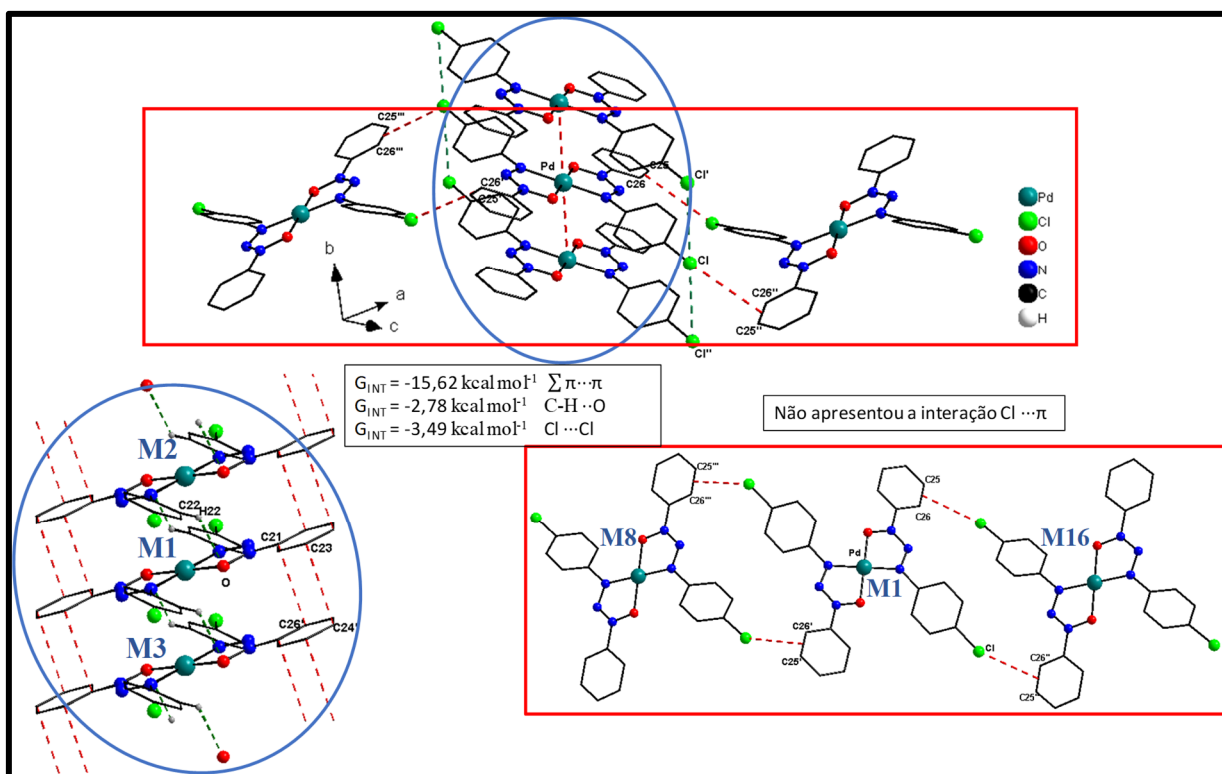 C25'''
C26'''
Pd
C26'
C25'
C25
C26
Cl'
Cl
Cl''
C26''
C25''
b
a
c
Pd
Cl
O
N
C
H
G_INT = -15,62 kcal mol⁻¹ ∑ π···π
G_INT = -2,78 kcal mol⁻¹ C-H ··O
G_INT = -3,49 kcal mol⁻¹ Cl ···Cl
Não apresentou a interação Cl ···π
M2
C22
H22
M1
C21
C23
O
C26'
C24'
M3
C25'''
C26'''
M8
Pd
M1
C25
C26
M16
C26'
C25'
Cl
C26''
C25''